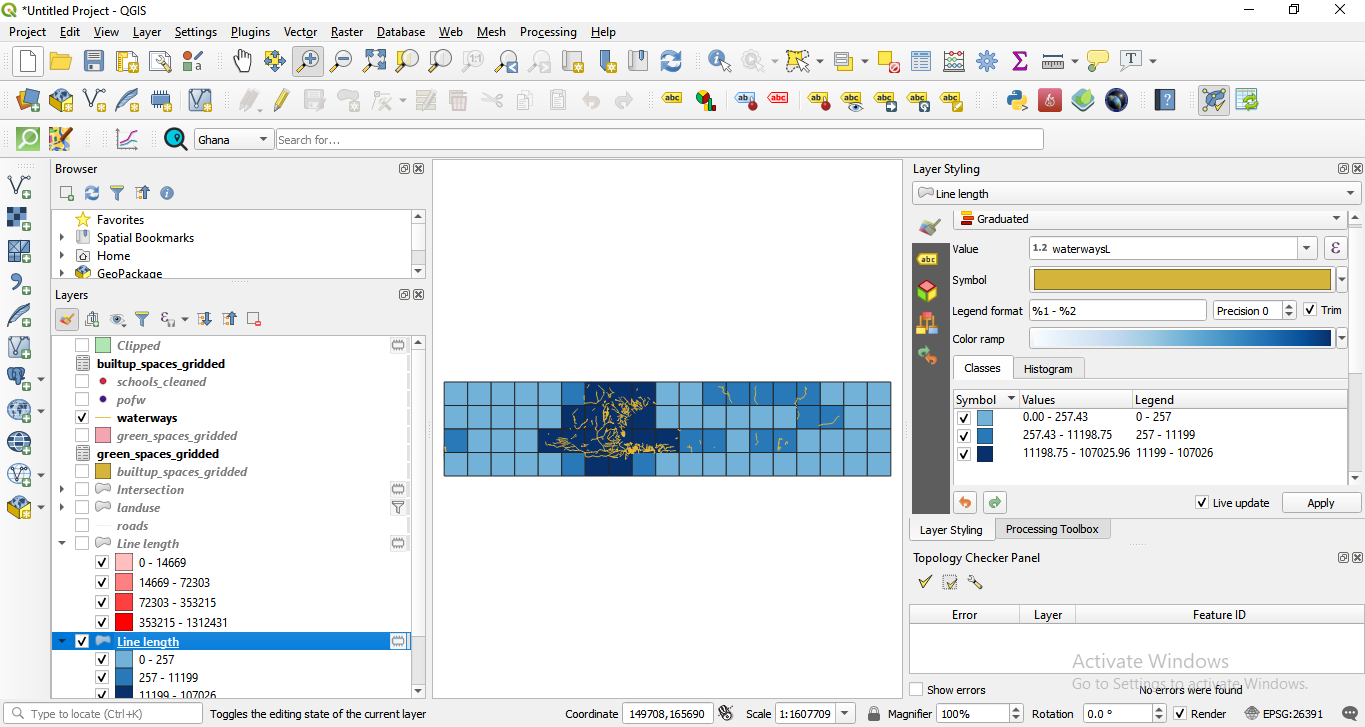 *Untitled Project - QGIS
Project Edit View Layer Settings Plugins Vector Raster Database Web Mesh Processing Help
Ghana Search for...
Browser
Favorites
Spatial Bookmarks
Home
GeoPackage
Layers
Clipped
builtup_spaces_gridded
schools_cleaned
pofw
waterways
green_spaces_gridded
green_spaces_gridded
builtup_spaces_gridded
Intersection
landuse
roads
Line length
0 - 14669
14669 - 72303
72303 - 353215
353215 - 1312431
Line length
0 - 257
257 - 11199
11199 - 107026
Layer Styling
Line length
Graduated
Value 1.2 waterwaysL
Symbol
Legend format %1 - %2 Precision 0 Trim
Color ramp
Classes Histogram
Symbol Values Legend
0.00 - 257.43 0 - 257
257.43 - 11198.75 257 - 11199
11198.75 - 107025.96 11199 - 107026
Live update Apply
Layer Styling Processing Toolbox
Topology Checker Panel
Error Layer Feature ID
Activate Windows
Go to Settings to activate Windows.
Show errors No errors were found
Type to locate (Ctrl+K) Toggles the editing state of the current layer Coordinate 149708,165690 Scale 1:1607709 Magnifier 100% Rotation 0.0 ° Render EPSG:26391